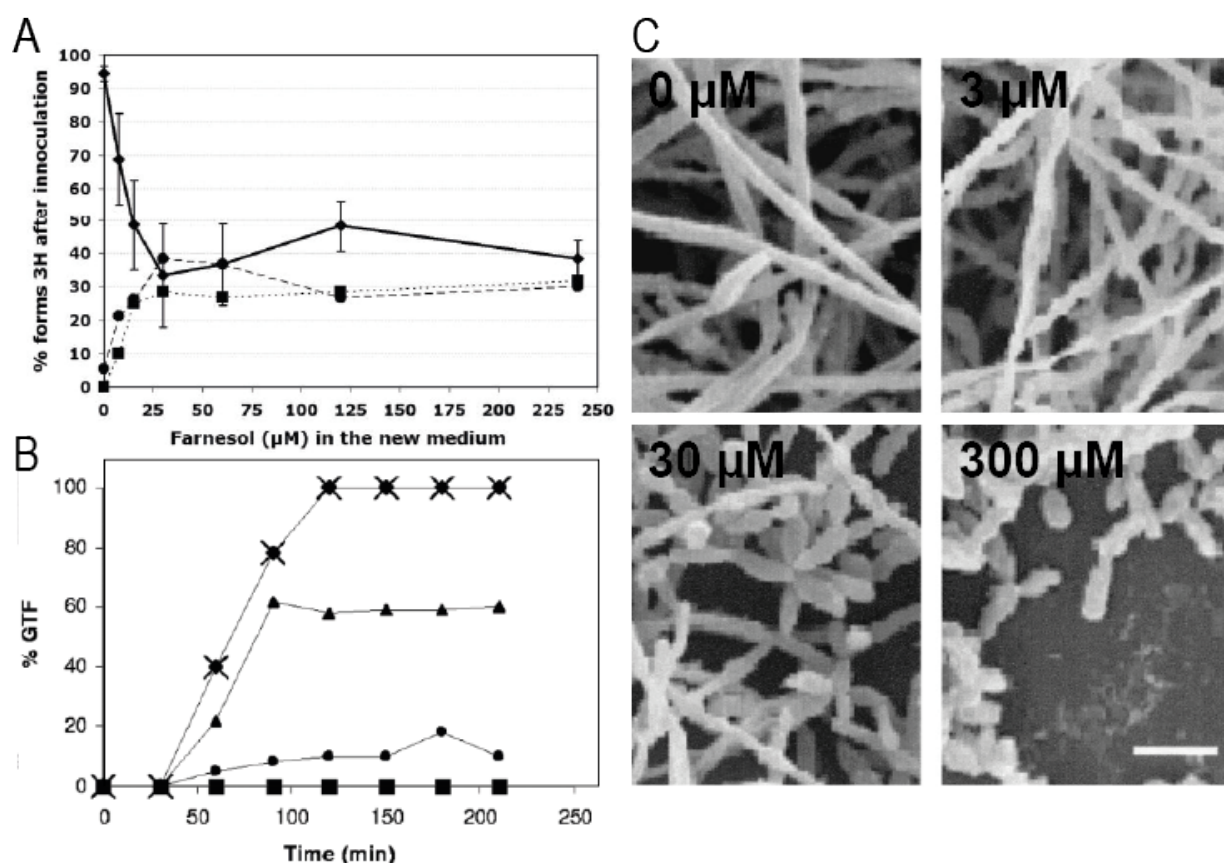 A
% forms 3H after innoculation
100
90
80
70
60
50
40
30
20
10
0
0 25 50 75 100 125 150 175 200 225 250
Farnesol (µM) in the new medium
B
% GTF
100
80
60
40
20
0
0 50 100 150 200 250
Time (min)
C
0 µM
3 µM
30 µM
300 µM